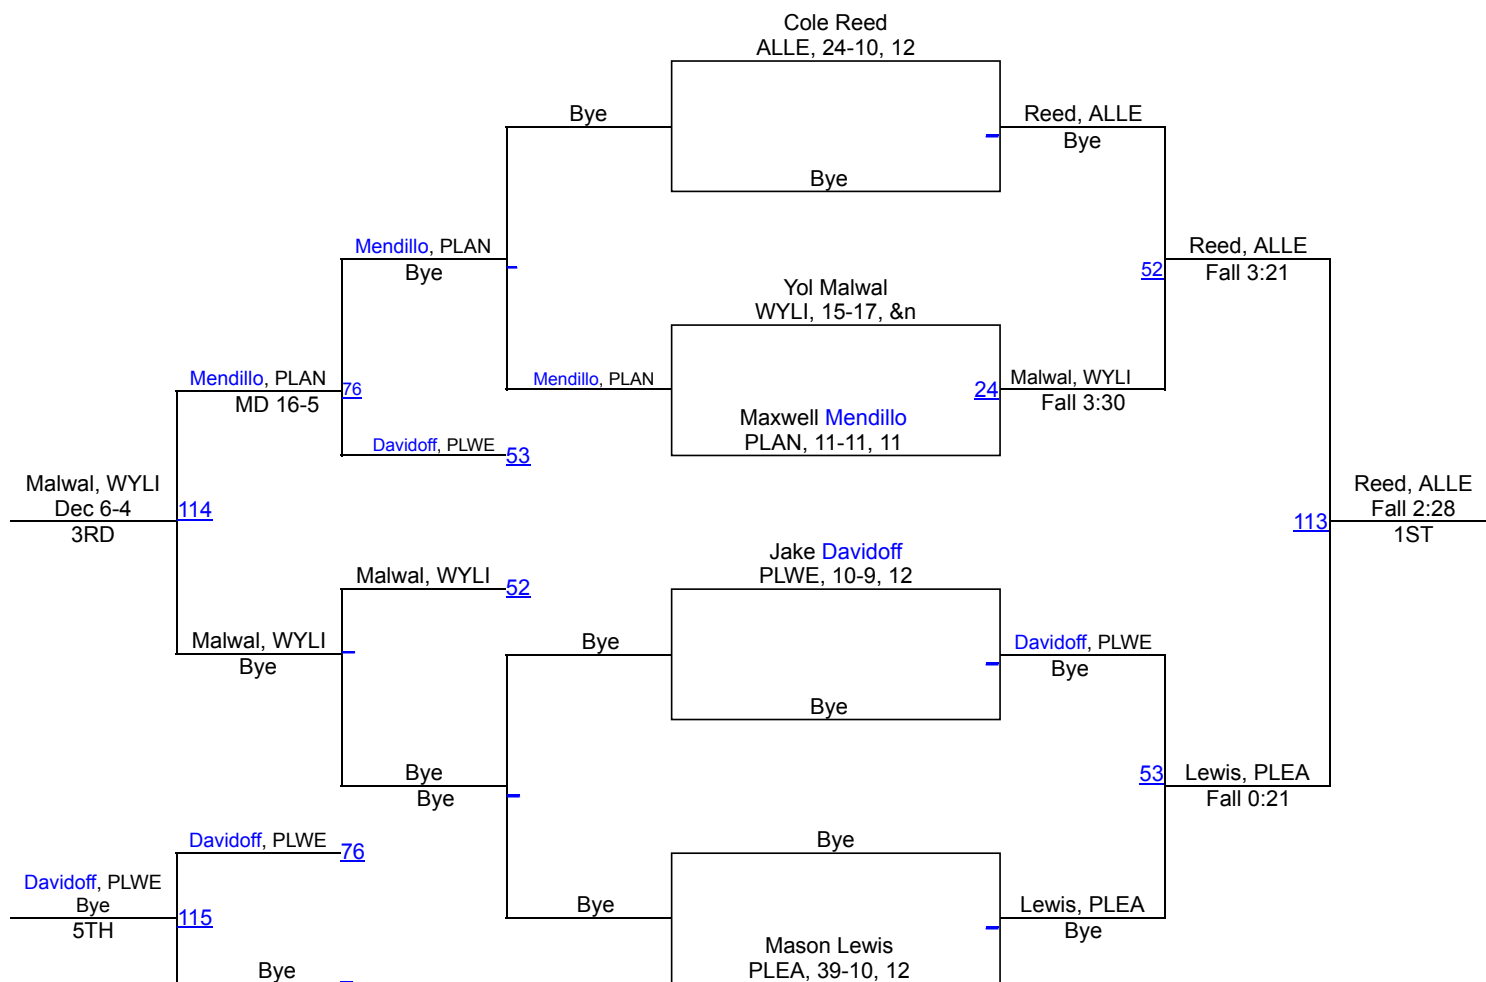 Cole Reed
ALLE, 24-10, 12
Bye
Reed, ALLE
Bye
Bye
Mendillo, PLAN
Bye
Reed, ALLE
52
Fall 3:21
Yol Malwal
WYLI, 15-17, &n
Mendillo, PLAN
76
MD 16-5
Mendillo, PLAN
24
Malwal, WYLI
Fall 3:30
Maxwell Mendillo
PLAN, 11-11, 11
Davidoff, PLWE
53
Malwal, WYLI
Dec 6-4
114
3RD
Reed, ALLE
Fall 2:28
113
1ST
Jake Davidoff
PLWE, 10-9, 12
Malwal, WYLI
52
Malwal, WYLI
Bye
Bye
Davidoff, PLWE
Bye
Bye
Bye
Bye
53
Lewis, PLEA
Fall 0:21
Davidoff, PLWE
76
Bye
Davidoff, PLWE
Bye
115
5TH
Bye
Lewis, PLEA
Bye
Mason Lewis
PLEA, 39-10, 12
Bye